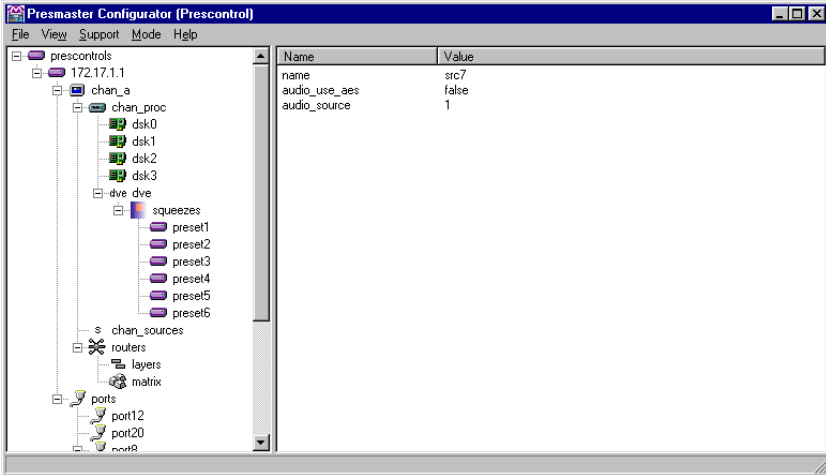 Presmaster Configurator (Prescontrol)
File View Support Mode Help
prescontrols
172.17.1.1
chan_a
chan_proc
dsk0
dsk1
dsk2
dsk3
dve dve
squeezes
preset1
preset2
preset3
preset4
preset5
preset6
s chan_sources
routers
layers
matrix
ports
port12
port20
port8
Name Value
name src7
audio_use_aes false
audio_source 1